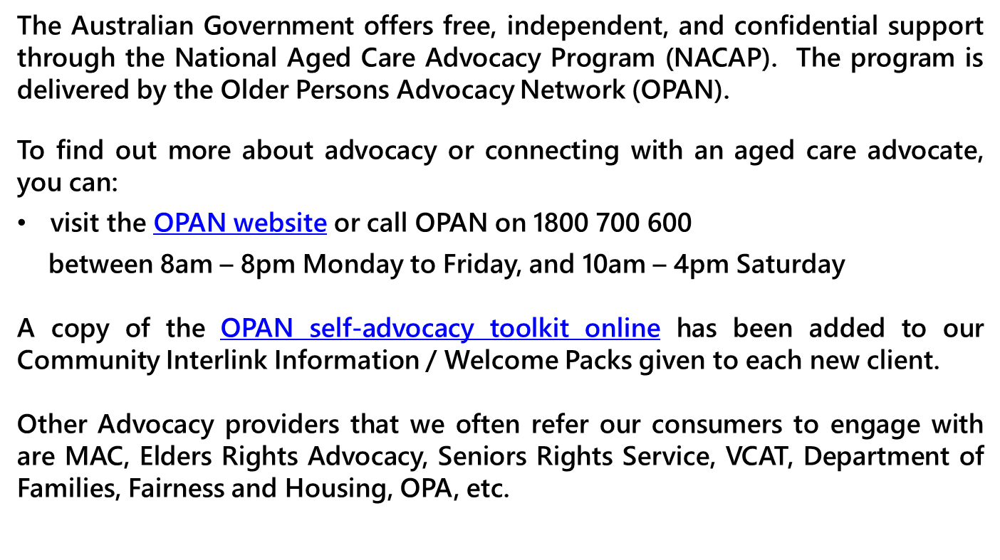 The Australian Government offers free, independent, and confidential support
through the National Aged Care Advocacy Program (NACAP).  The program is
delivered by the Older Persons Advocacy Network (OPAN).
To find out more about advocacy or connecting with an aged care advocate,
you can:
• visit the OPAN website or call OPAN on 1800 700 600
between 8am – 8pm Monday to Friday, and 10am – 4pm Saturday
A copy of the OPAN self-advocacy toolkit online has been added to our
Community Interlink Information / Welcome Packs given to each new client.
Other Advocacy providers that we often refer our consumers to engage with
are MAC, Elders Rights Advocacy, Seniors Rights Service, VCAT, Department of
Families, Fairness and Housing, OPA, etc.